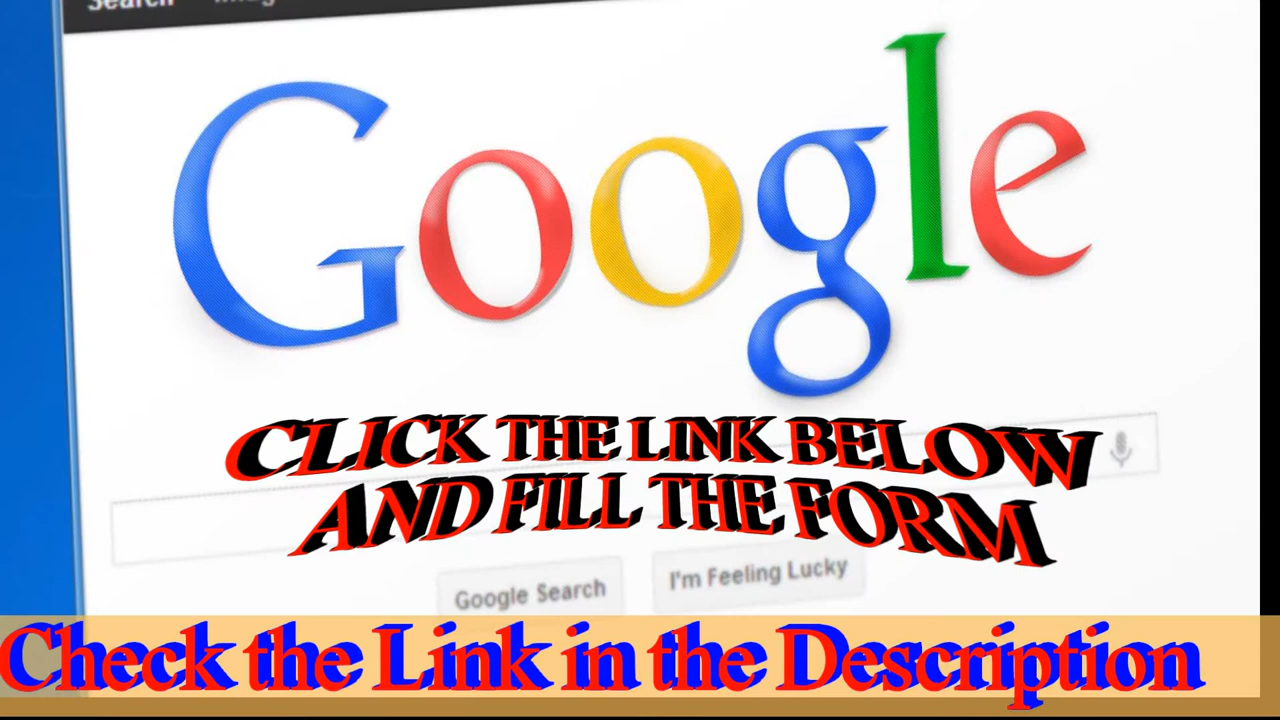 Search
Google
CLICK THE LINK BELOW
AND FILL THE FORM
Google Search
I'm Feeling Lucky
Check the Link in the Description